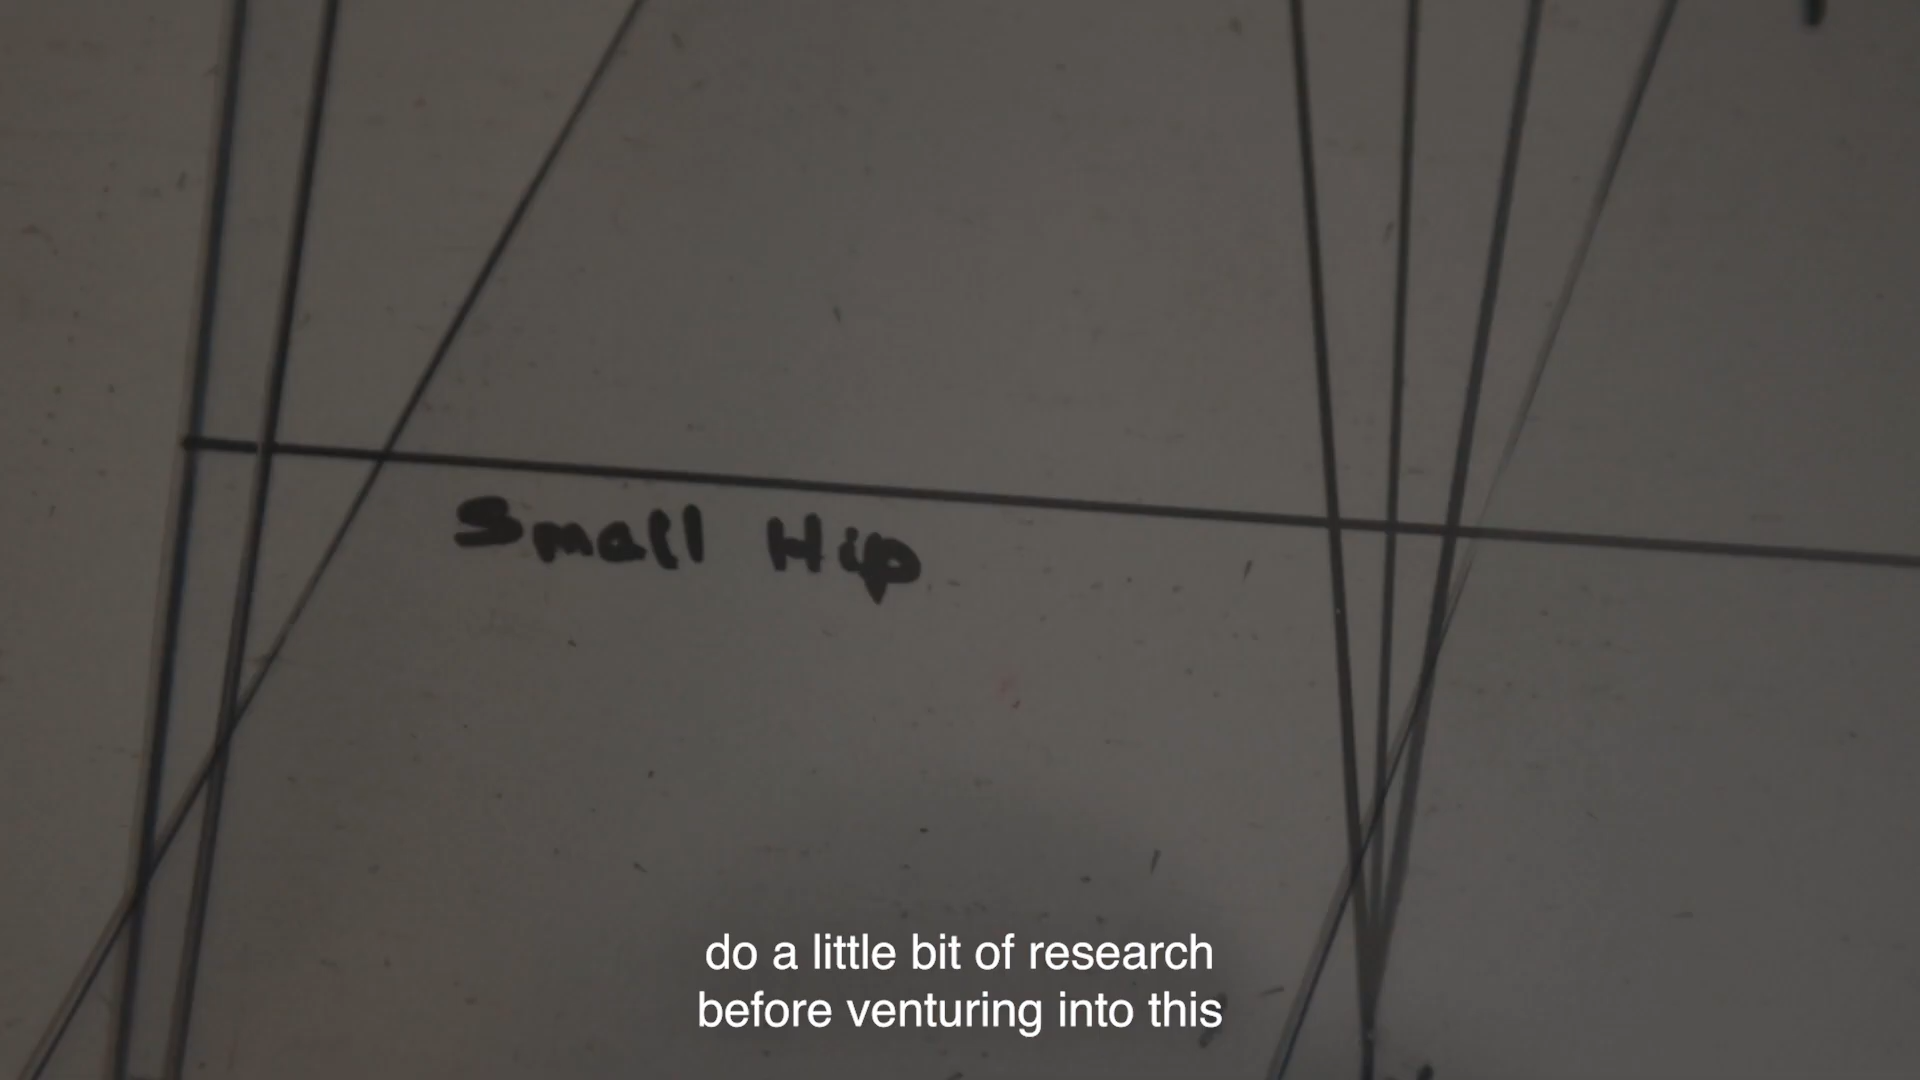 Small Hip
do a little bit of research
before venturing into this